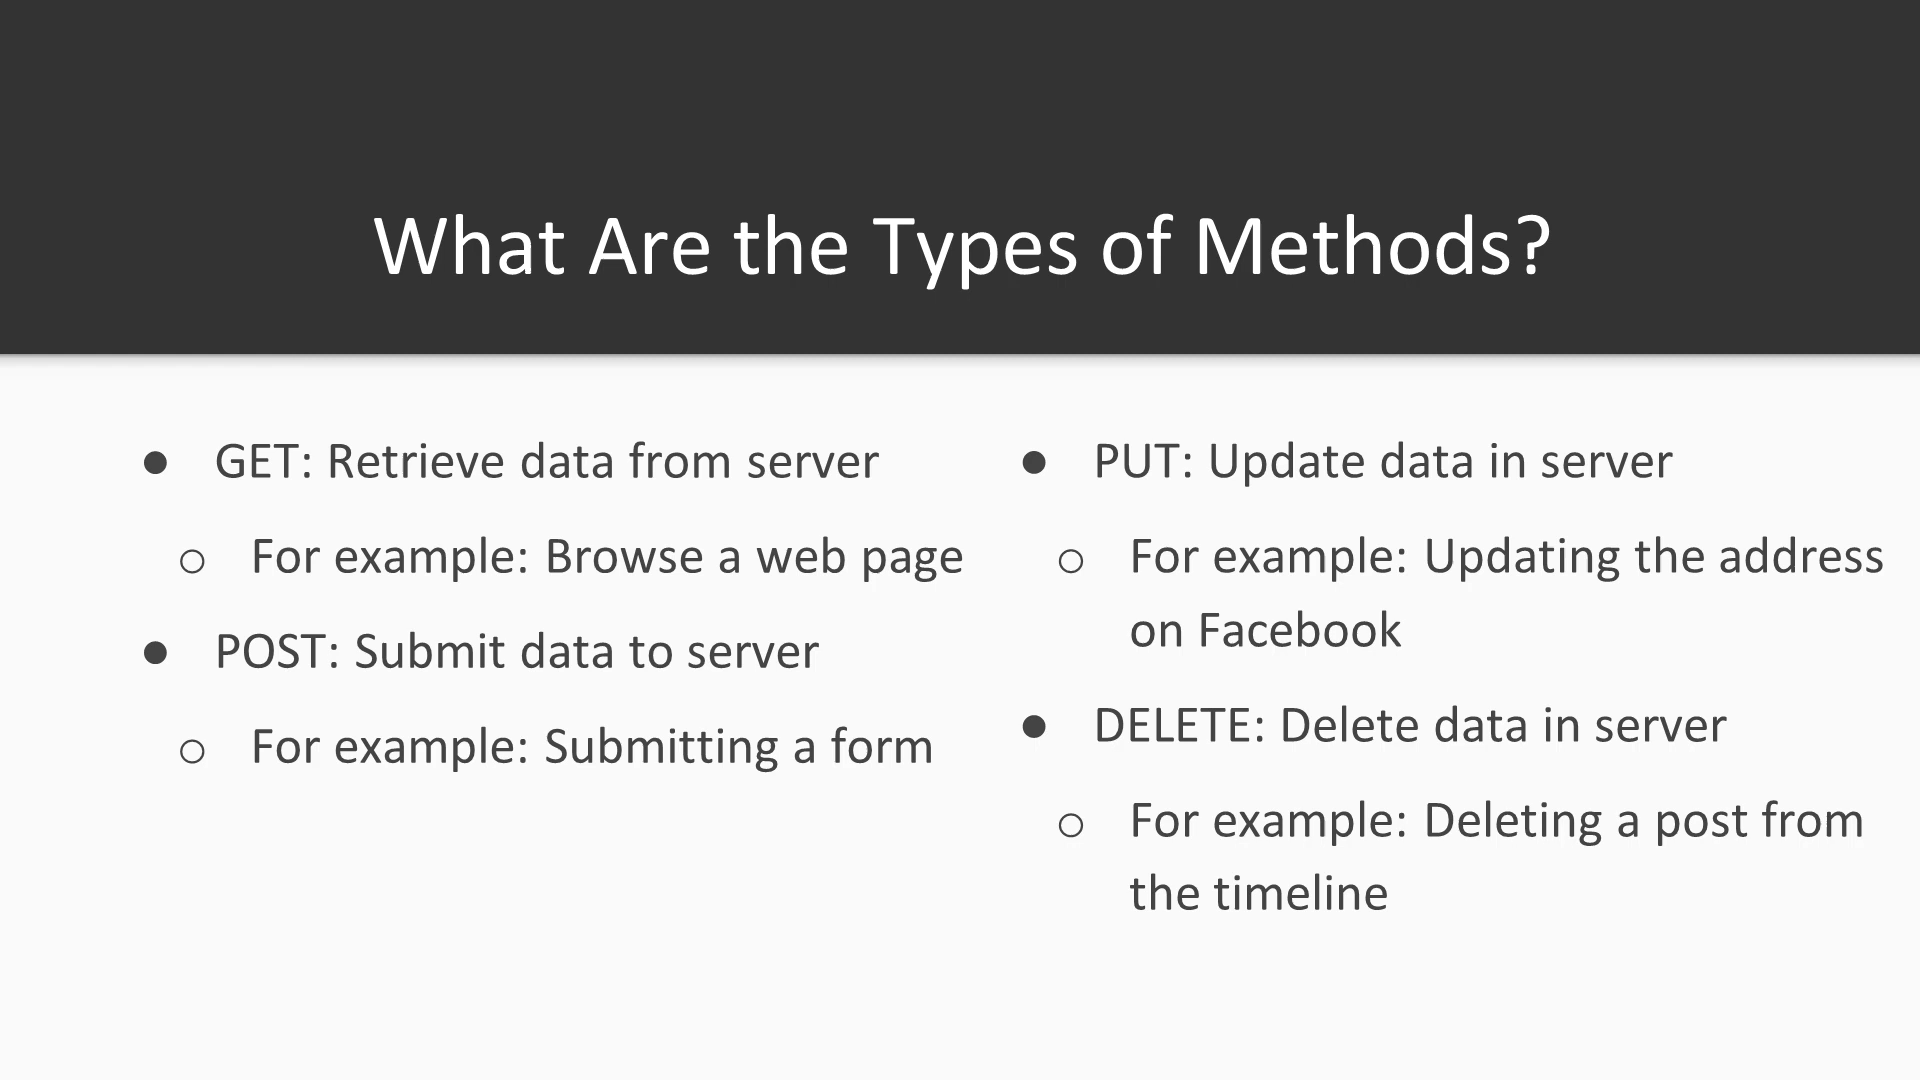 What Are the Types of Methods?
● GET: Retrieve data from server
○ For example: Browse a web page
● POST: Submit data to server
○ For example: Submitting a form
● PUT: Update data in server
○ For example: Updating the address
on Facebook
● DELETE: Delete data in server
○ For example: Deleting a post from
the timeline